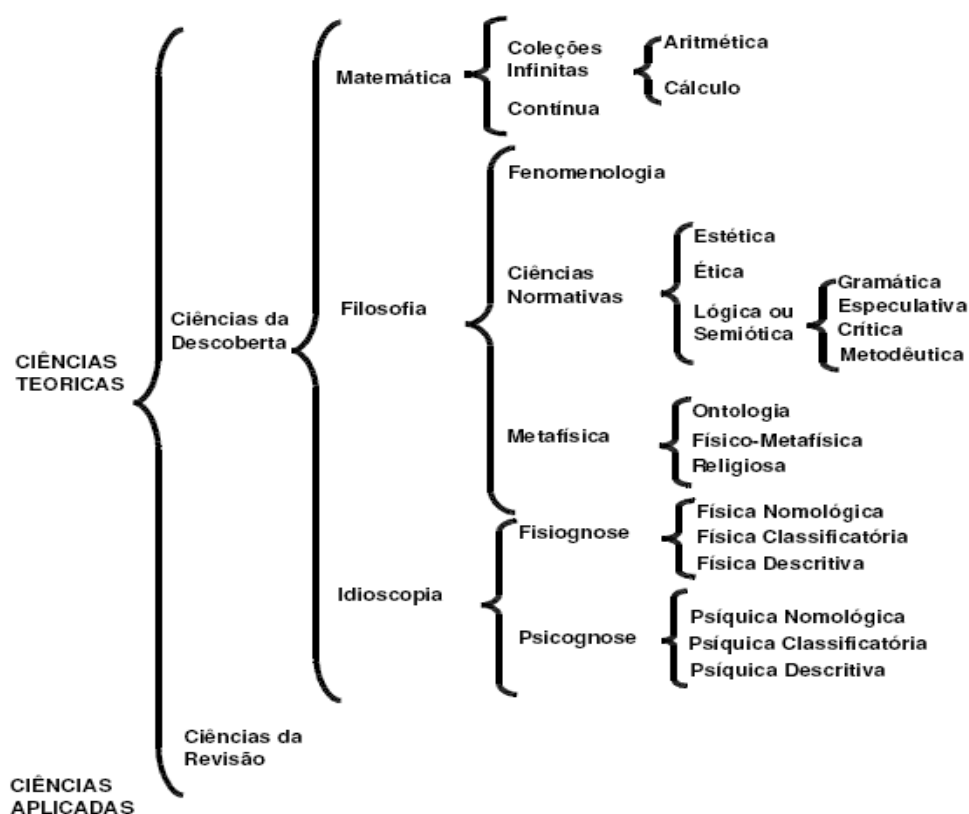 CIÊNCIAS
TEORICAS
Ciências da
Descoberta
Matemática
Coleções
Infinitas
Aritmética
Cálculo
Contínua
Filosofia
Fenomenologia
Ciências
Normativas
Estética
Ética
Lógica ou
Semiótica
Gramática
Especulativa
Crítica
Metodêutica
Metafísica
Ontologia
Físico-Metafísica
Religiosa
Idioscopia
Fisiognose
Física Nomológica
Física Classificatória
Física Descritiva
Psicognose
Psíquica Nomológica
Psíquica Classificatória
Psíquica Descritiva
Ciências da
Revisão
CIÊNCIAS
APLICADAS